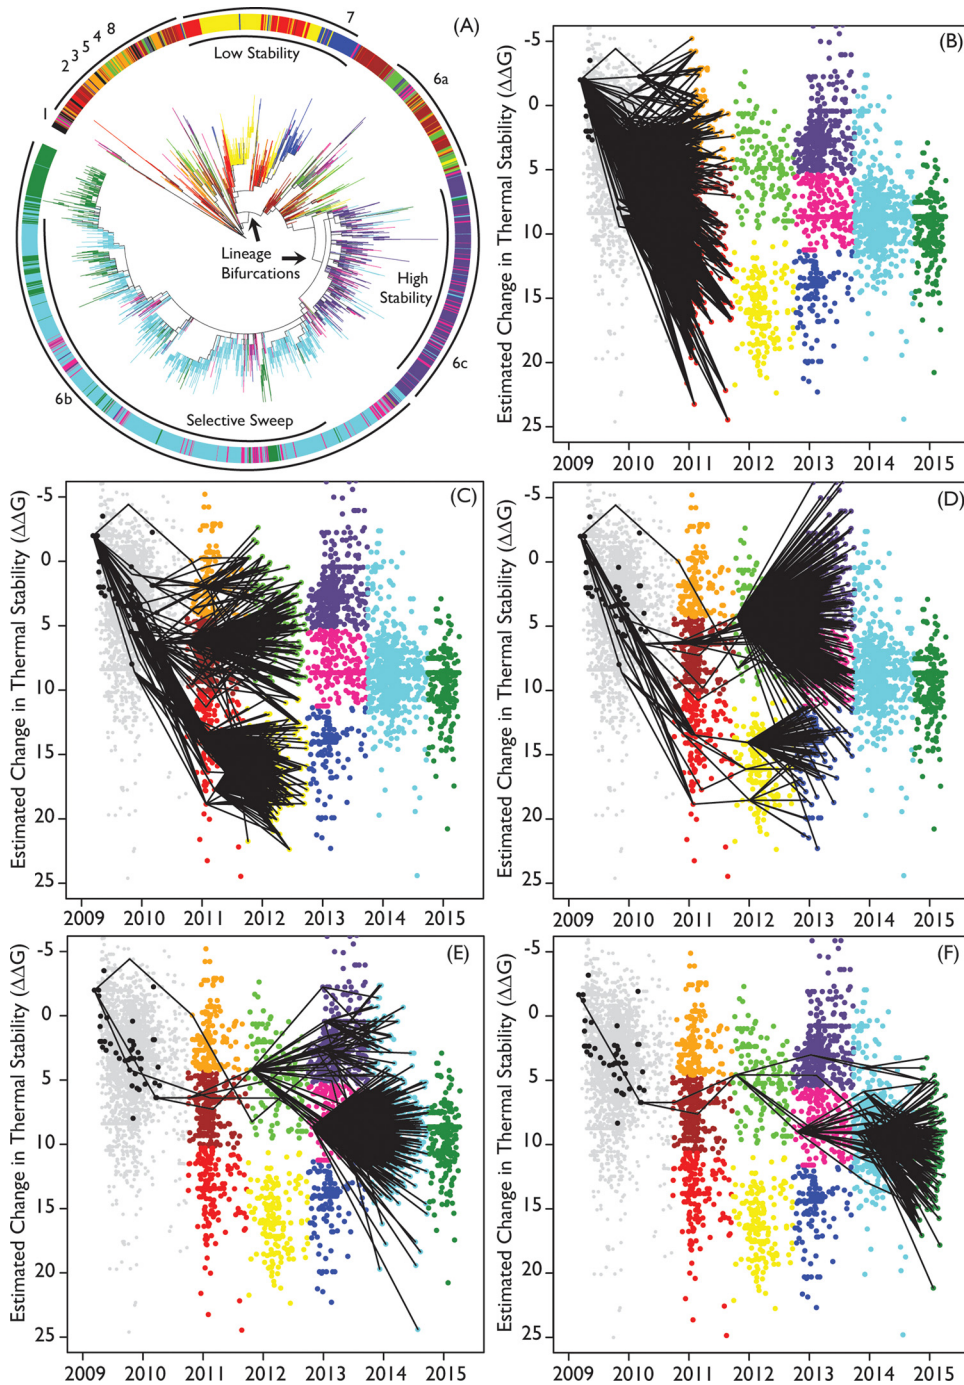 (A)
1
2
3
5
4
8
7
6a
Low Stability
Lineage
Bifurcations
High
Stability
6c
6b
Selective Sweep
(B)
Estimated Change in Thermal Stability (ΔΔG)
-5
0
5
10
15
20
25
2009 2010 2011 2012 2013 2014 2015
(C)
Estimated Change in Thermal Stability (ΔΔG)
-5
0
5
10
15
20
25
2009 2010 2011 2012 2013 2014 2015
(D)
Estimated Change in Thermal Stability (ΔΔG)
-5
0
5
10
15
20
25
2009 2010 2011 2012 2013 2014 2015
(E)
Estimated Change in Thermal Stability (ΔΔG)
-5
0
5
10
15
20
25
2009 2010 2011 2012 2013 2014 2015
(F)
Estimated Change in Thermal Stability (ΔΔG)
-5
0
5
10
15
20
25
2009 2010 2011 2012 2013 2014 2015